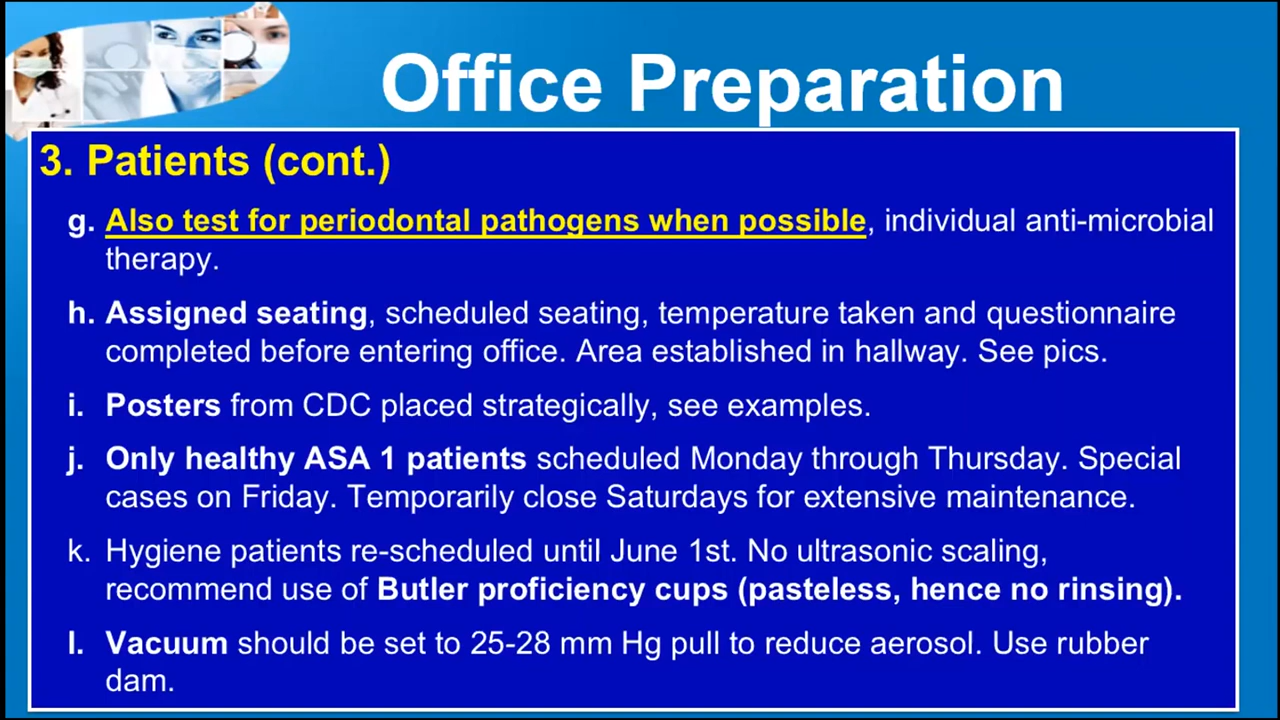 Office Preparation
3. Patients (cont.)
g. Also test for periodontal pathogens when possible, individual anti-microbial
therapy.
h. Assigned seating, scheduled seating, temperature taken and questionnaire
completed before entering office. Area established in hallway. See pics.
i. Posters from CDC placed strategically, see examples.
j. Only healthy ASA 1 patients scheduled Monday through Thursday. Special
cases on Friday. Temporarily close Saturdays for extensive maintenance.
k. Hygiene patients re-scheduled until June 1st. No ultrasonic scaling,
recommend use of Butler proficiency cups (pasteless, hence no rinsing).
l. Vacuum should be set to 25-28 mm Hg pull to reduce aerosol. Use rubber
dam.